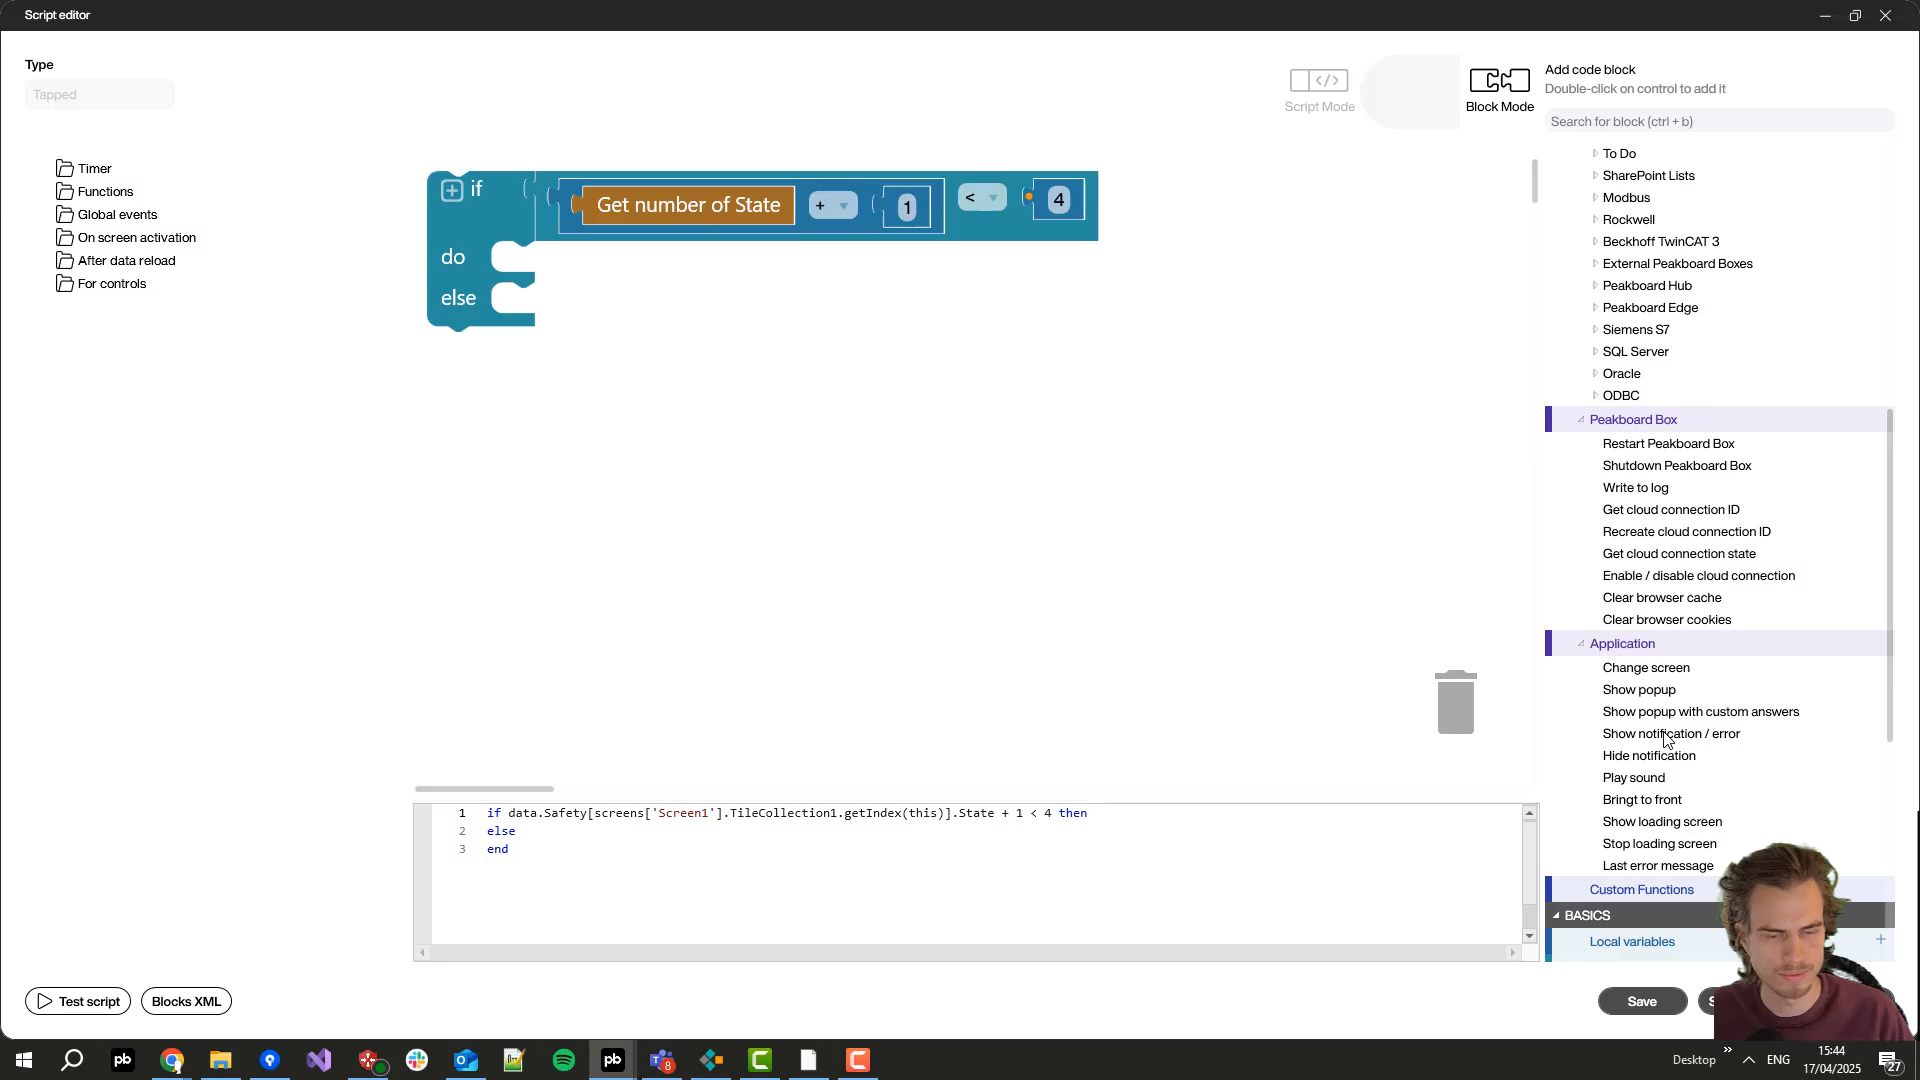 Script editor
Type
Tapped
Timer
Functions
Global events
On screen activation
After data reload
For controls
if
Get number of State
+
1
<
4
do
else
Script Mode
Block Mode
1 if data.Safety[screens['Screen1'].TileCollection1.getIndex(this)].State + 1 < 4 then
2 else
3 end
Add code block
Double-click on control to add it
Search for block (ctrl + b)
To Do
SharePoint Lists
Modbus
Rockwell
Beckhoff TwinCAT 3
External Peakboard Boxes
Peakboard Hub
Peakboard Edge
Siemens S7
SQL Server
Oracle
ODBC
Peakboard Box
Restart Peakboard Box
Shutdown Peakboard Box
Write to log
Get cloud connection ID
Recreate cloud connection ID
Get cloud connection state
Enable / disable cloud connection
Clear browser cache
Clear browser cookies
Application
Change screen
Show popup
Show popup with custom answers
Show notification / error
Hide notification
Play sound
Bringt to front
Show loading screen
Stop loading screen
Last error message
Custom Functions
BASICS
Local variables
+
Test script
Blocks XML
Save
pb
pb
8
Desktop
ENG
15:44
17/04/2025
27